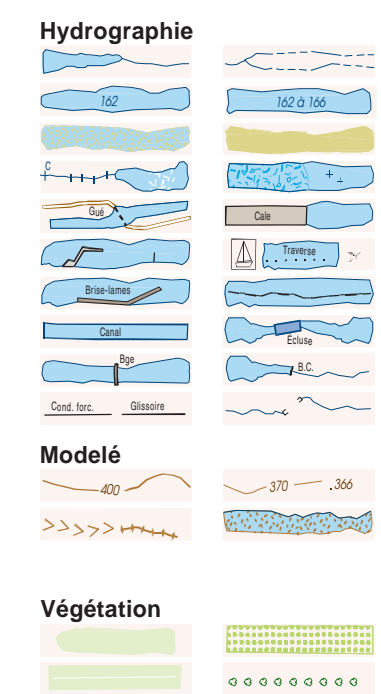 Hydrographie
162
162 à 166
C
Gué
Cale
Traverse
Brise-lames
Canal
Écluse
Bge
B.C.
Cond. forc.
Glissoire
Modelé
400
370
.366
Végétation